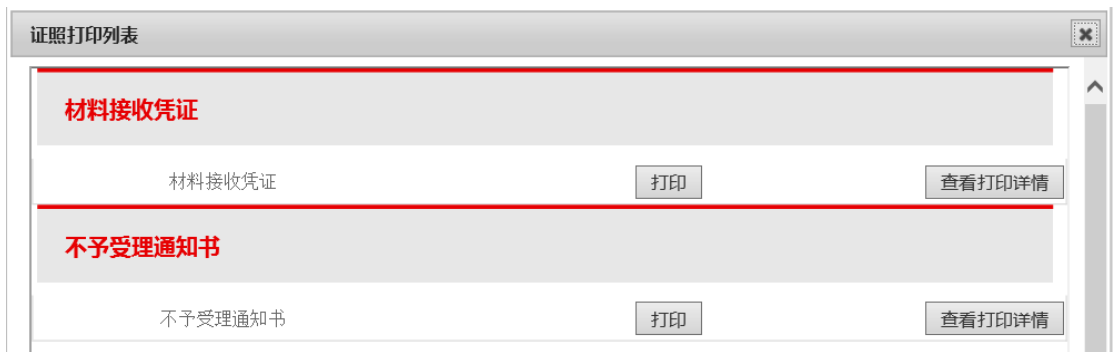 证照打印列表
材料接收凭证
材料接收凭证 打印 查看打印详情
不予受理通知书
不予受理通知书 打印 查看打印详情